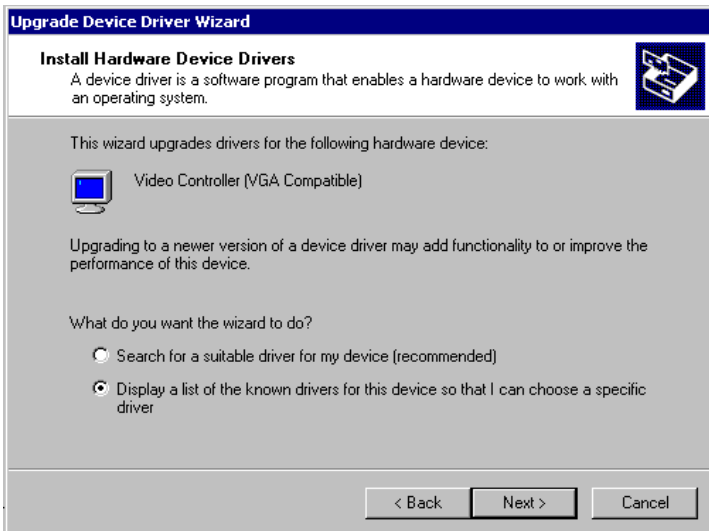 Upgrade Device Driver Wizard
Install Hardware Device Drivers
A device driver is a software program that enables a hardware device to work with
an operating system.
This wizard upgrades drivers for the following hardware device:
Video Controller (VGA Compatible)
Upgrading to a newer version of a device driver may add functionality to or improve the
performance of this device.
What do you want the wizard to do?
Search for a suitable driver for my device (recommended)
Display a list of the known drivers for this device so that I can choose a specific
driver
< Back Next > Cancel